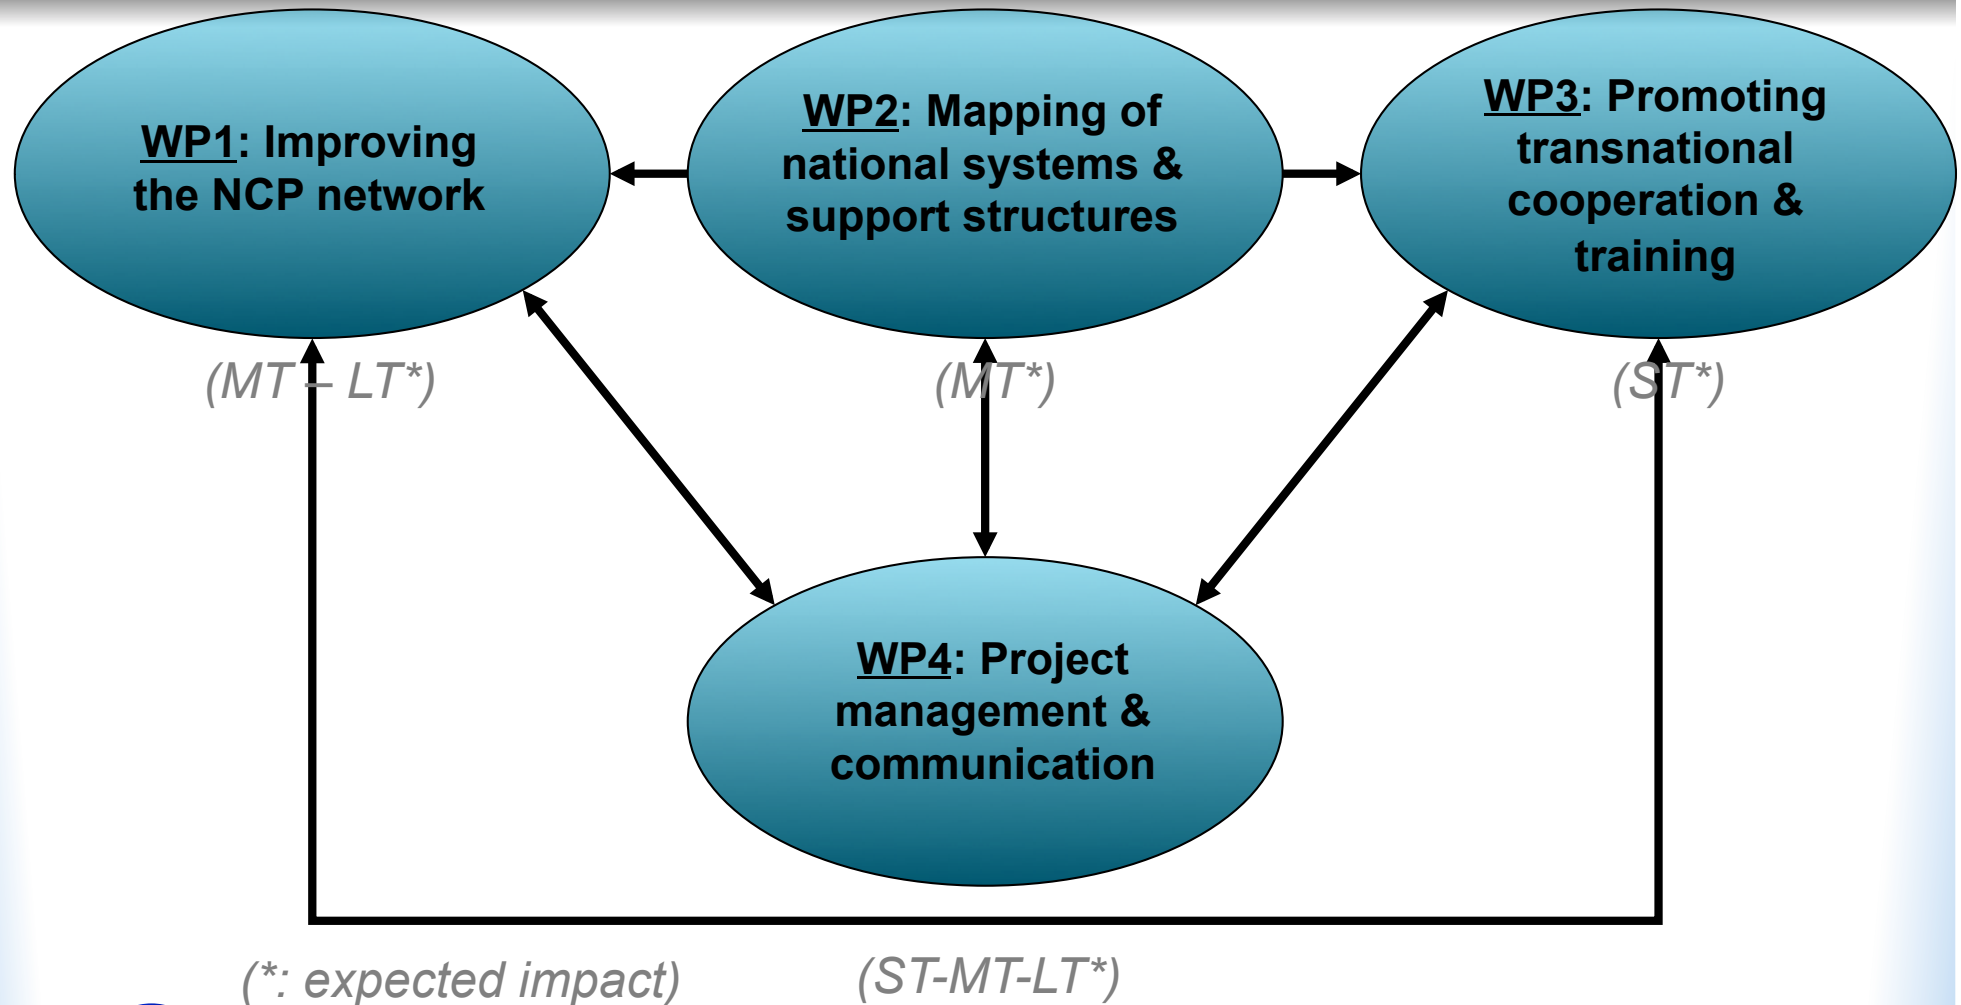 WP1: Improving
the NCP network
WP2: Mapping of
national systems &
support structures
WP3: Promoting
transnational
cooperation &
training
(MT – LT*)
(MT*)
(ST*)
WP4: Project
management &
communication
(*: expected impact)
(ST-MT-LT*)